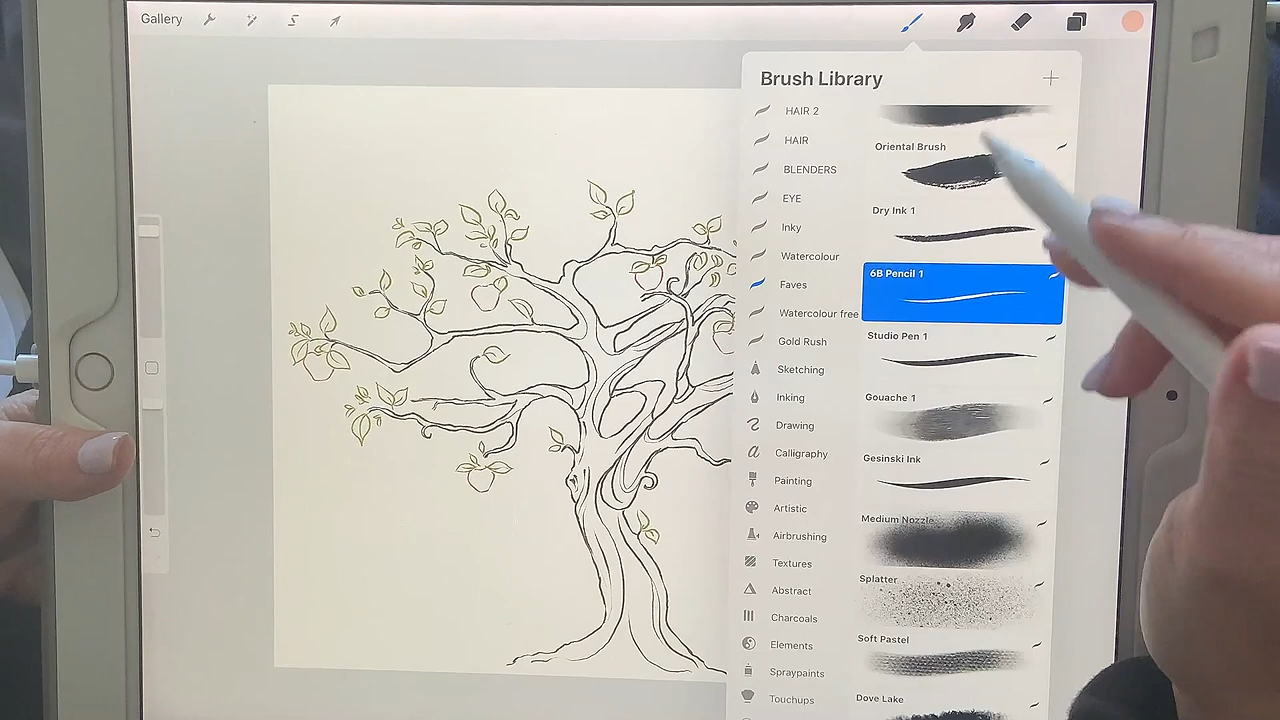 Gallery
Brush Library
HAIR 2
HAIR
BLENDERS
EYE
Inky
Watercolour
Faves
Watercolour free
Gold Rush
Sketching
Inking
Drawing
Calligraphy
Painting
Artistic
Airbrushing
Textures
Abstract
Charcoals
Elements
Spraypaints
Touchups
Oriental Brush
Dry Ink 1
6B Pencil 1
Studio Pen 1
Gouache 1
Gesinski Ink
Medium Nozzle
Splatter
Soft Pastel
Dove Lake